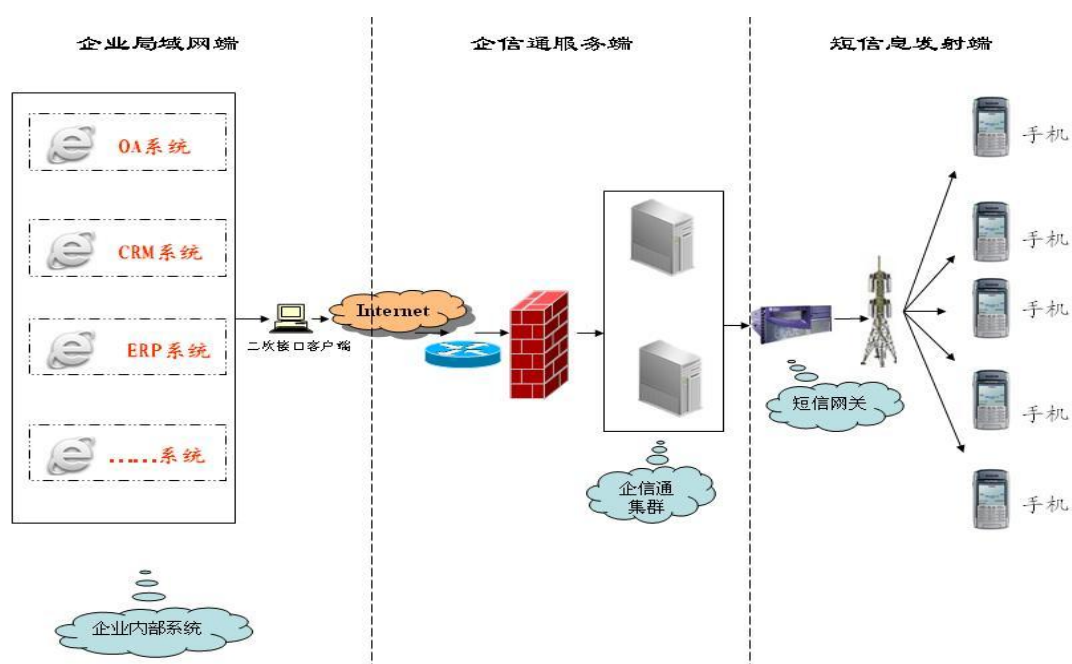 企业局域网端
企信通服务端
短信息发射端
OA系统
CRM系统
ERP系统
……系统
二次接口客户端
Internet
企信通
集群
短信网关
手机
手机
手机
手机
手机
企业内部系统